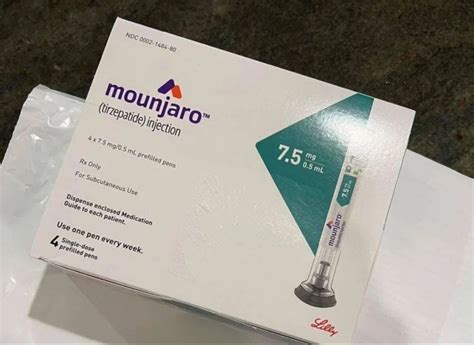 NDC 0002-1484-80
mounjaro™
(tirzepatide) injection
4 x 7.5 mg/0.5 mL prefilled pens
Rx Only
For Subcutaneous Use
Dispense enclosed Medication
Guide to each patient.
Use one pen every week.
4 Single-dose
prefilled pens
7.5 mg
0.5 mL
7.5
mounjaro
Lilly